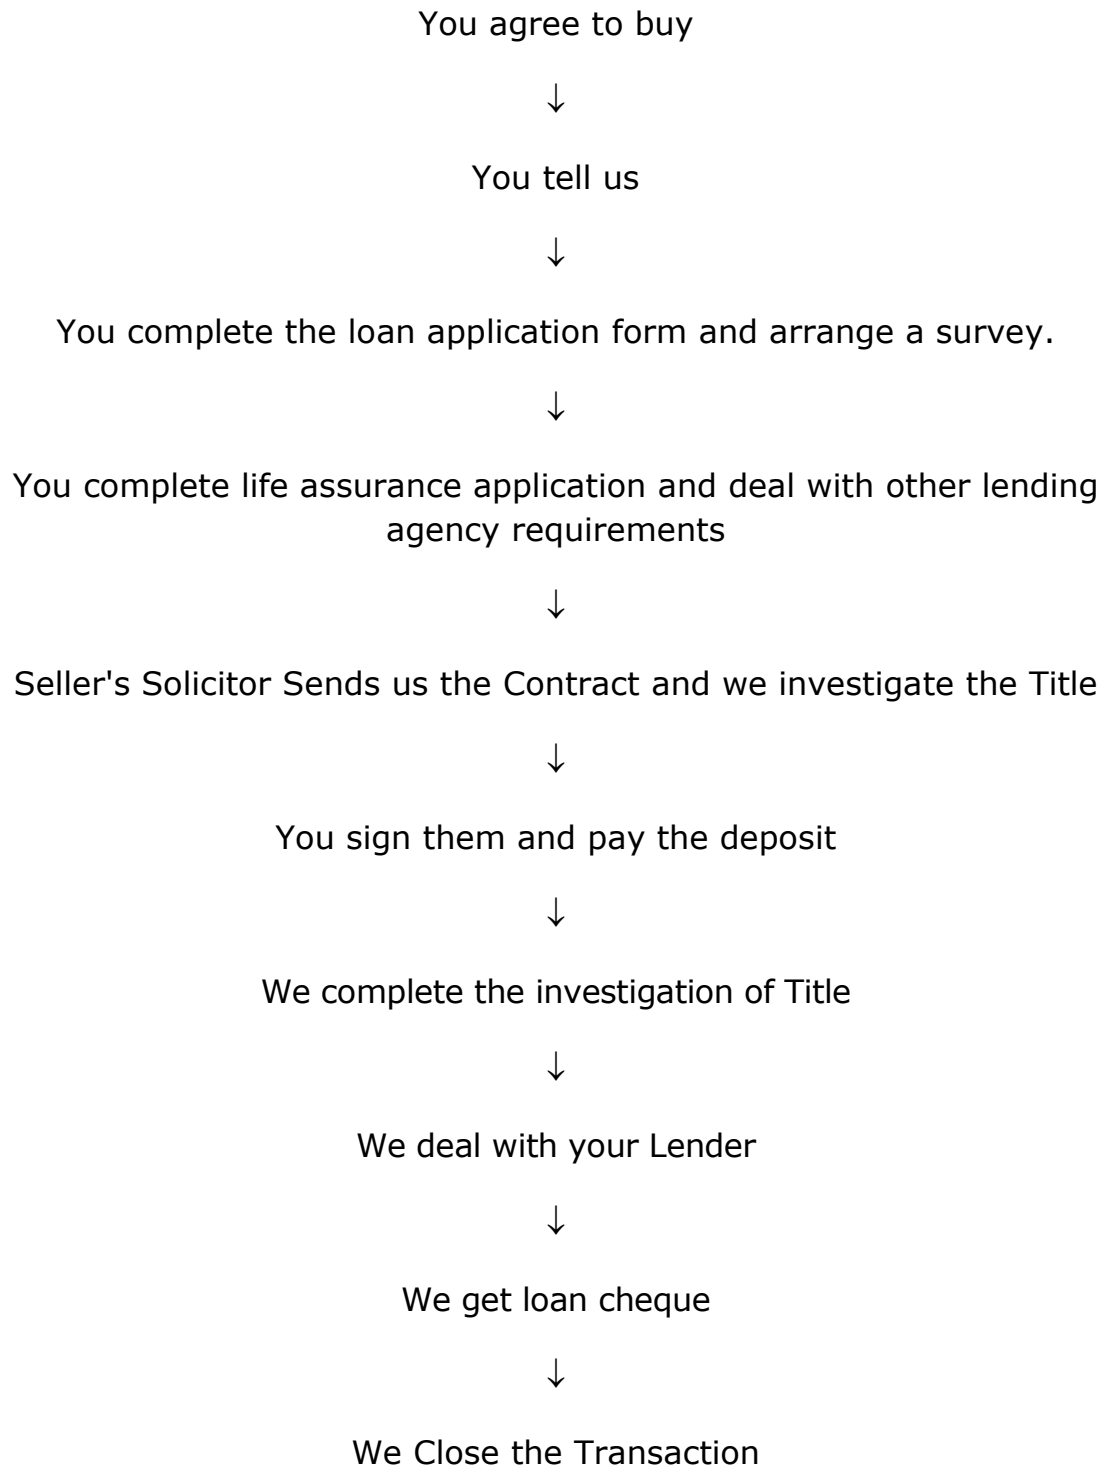 You agree to buy
↓
You tell us
↓
You complete the loan application form and arrange a survey.
↓
You complete life assurance application and deal with other lending
agency requirements
↓
Seller's Solicitor Sends us the Contract and we investigate the Title
↓
You sign them and pay the deposit
↓
We complete the investigation of Title
↓
We deal with your Lender
↓
We get loan cheque
↓
We Close the Transaction